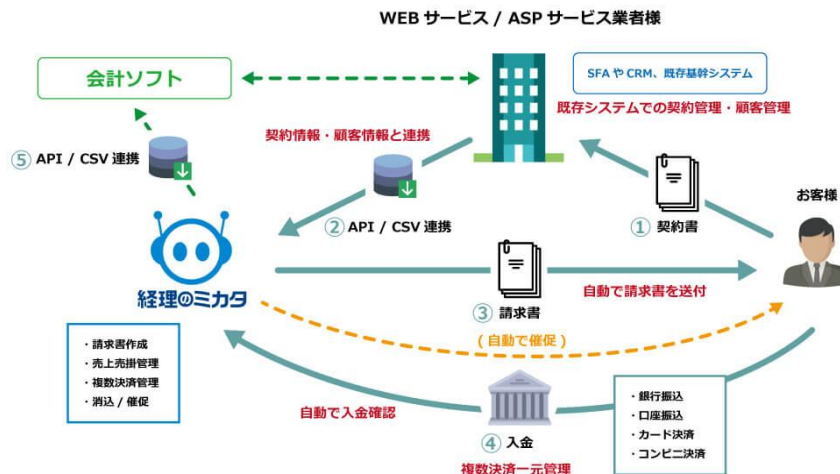 WEB サービス / ASP サービス業者様
会計ソフト
SFA や CRM、既存基幹システム
既存システムでの契約管理・顧客管理
契約情報・顧客情報と連携
⑤ API / CSV 連携
② API / CSV 連携
① 契約書
お客様
経理のミカタ
③ 請求書
自動で請求書を送付
(自動で催促)
・請求書作成
・売上売掛管理
・複数決済管理
・消込 / 催促
自動で入金確認
④ 入金
複数決済一元管理
・銀行振込
・口座振込
・カード決済
・コンビニ決済